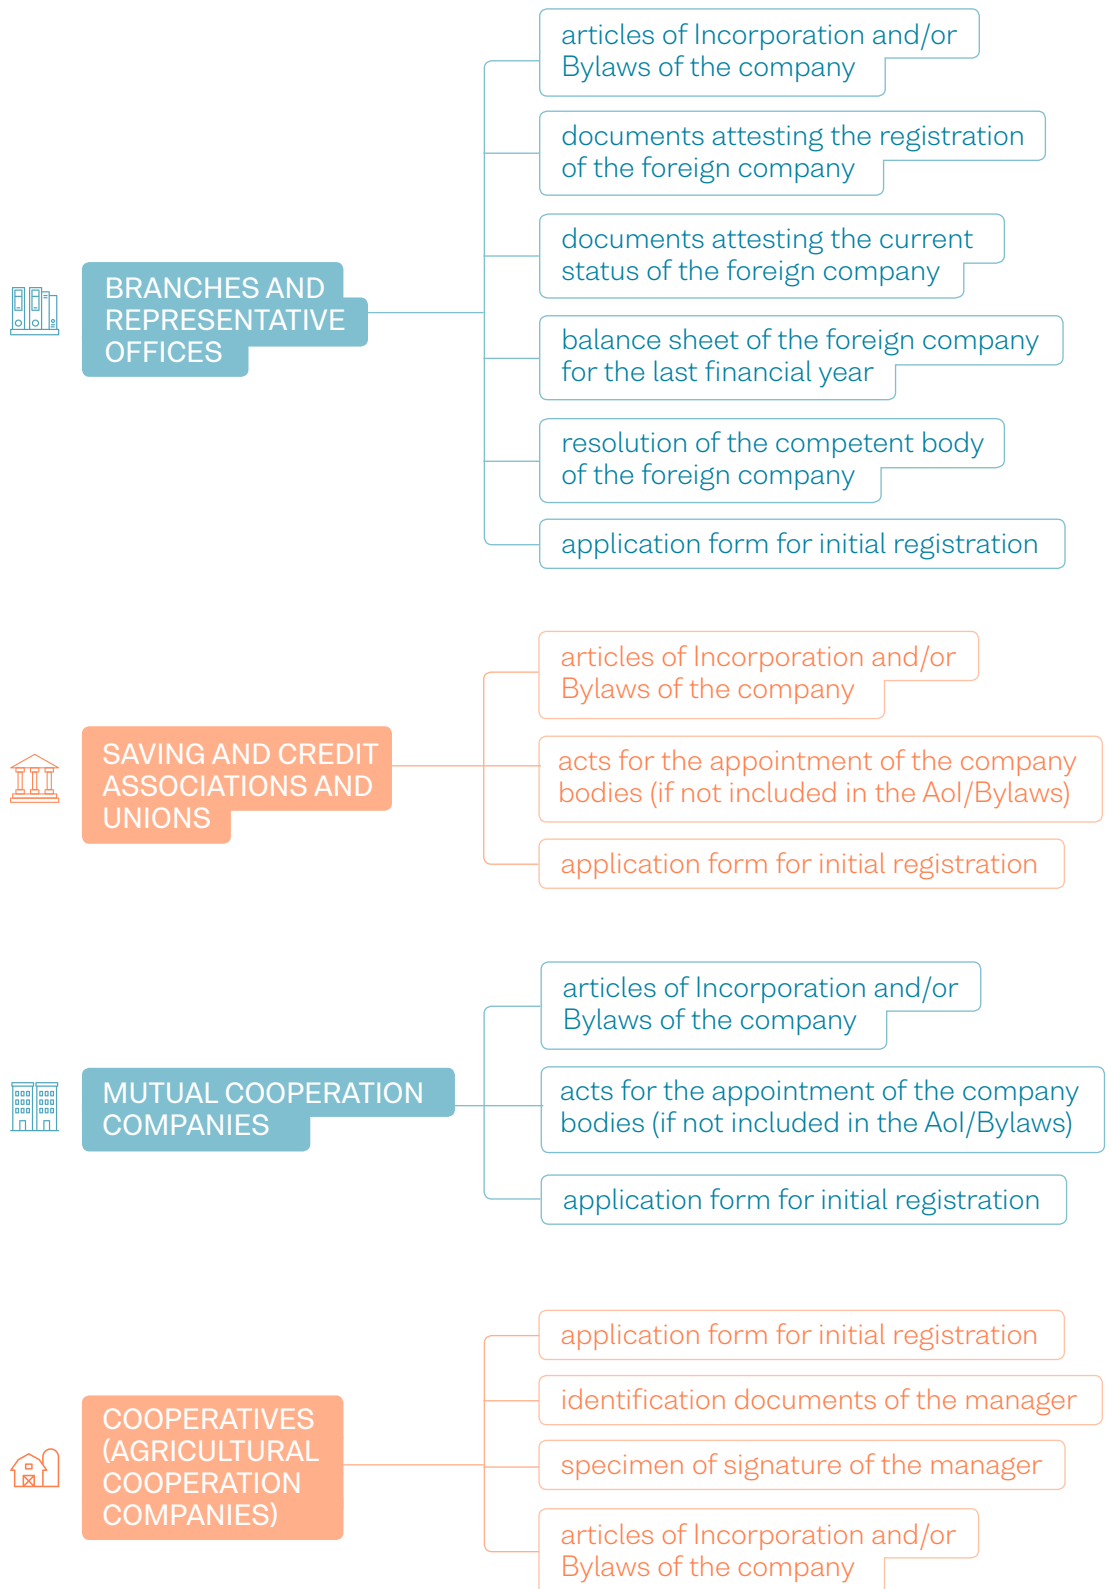 articles of Incorporation and/or
Bylaws of the company
documents attesting the registration
of the foreign company
documents attesting the current
status of the foreign company
BRANCHES AND
REPRESENTATIVE
OFFICES
balance sheet of the foreign company
for the last financial year
resolution of the competent body
of the foreign company
application form for initial registration
articles of Incorporation and/or
Bylaws of the company
SAVING AND CREDIT
ASSOCIATIONS AND
UNIONS
acts for the appointment of the company
bodies (if not included in the AoI/Bylaws)
application form for initial registration
articles of Incorporation and/or
Bylaws of the company
MUTUAL COOPERATION
COMPANIES
acts for the appointment of the company
bodies (if not included in the AoI/Bylaws)
application form for initial registration
COOPERATIVES
(AGRICULTURAL
COOPERATION
COMPANIES)
application form for initial registration
identification documents of the manager
specimen of signature of the manager
articles of Incorporation and/or
Bylaws of the company